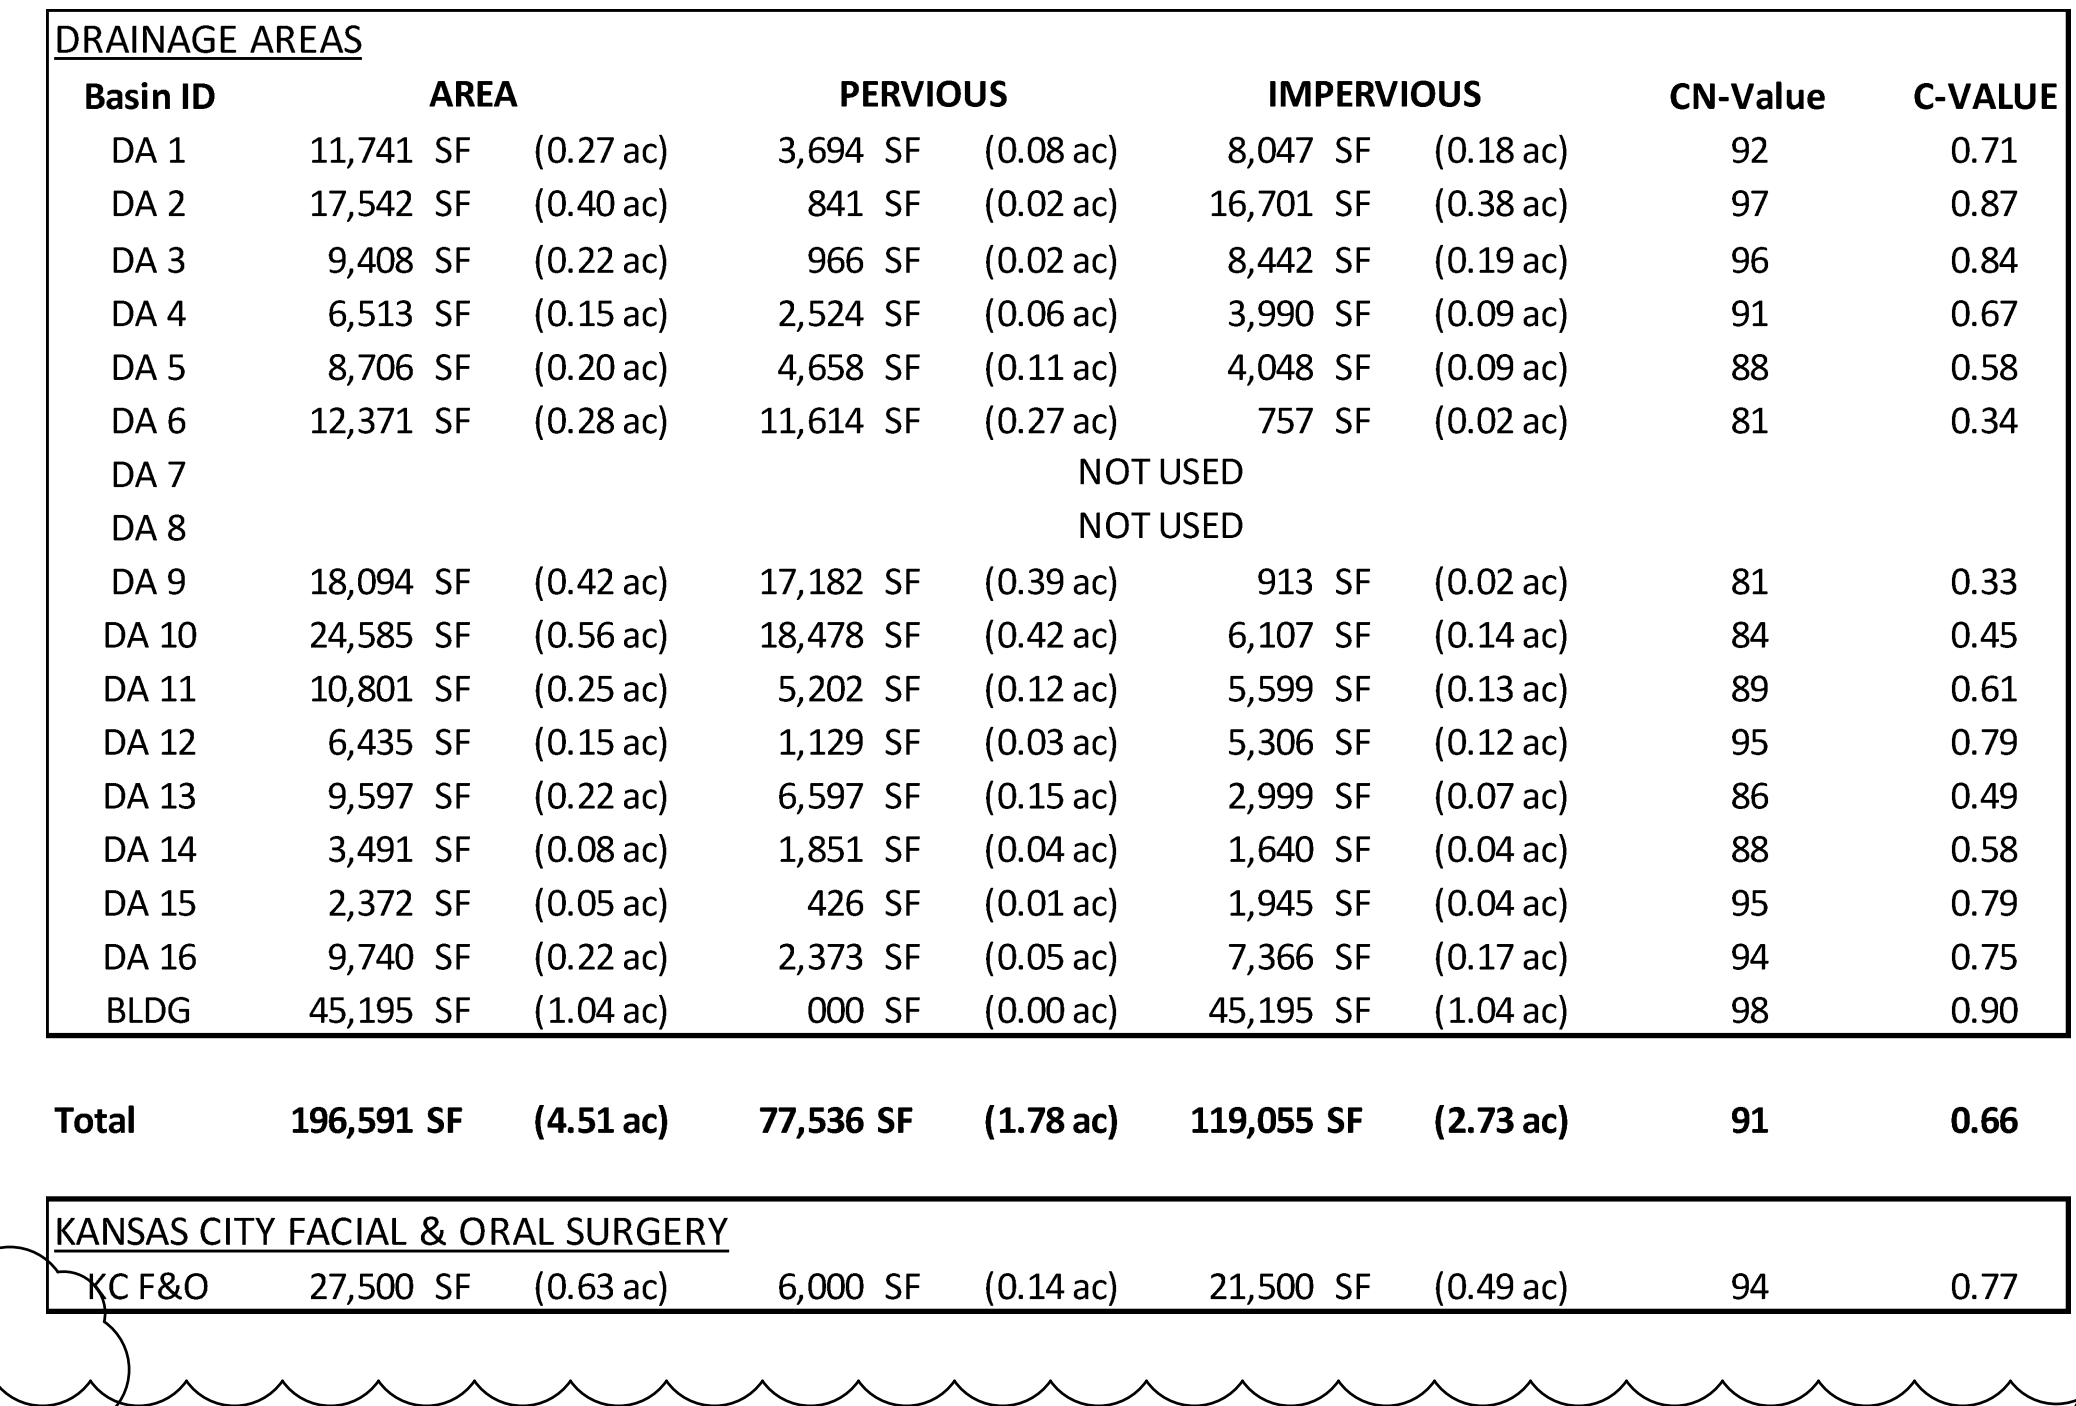 DRAINAGE AREAS
Basin ID AREA PERVIOUS IMPERVIOUS CN-Value C-VALUE
DA 1 11,741 SF (0.27 ac) 3,694 SF (0.08 ac) 8,047 SF (0.18 ac) 92 0.71
DA 2 17,542 SF (0.40 ac) 841 SF (0.02 ac) 16,701 SF (0.38 ac) 97 0.87
DA 3 9,408 SF (0.22 ac) 966 SF (0.02 ac) 8,442 SF (0.19 ac) 96 0.84
DA 4 6,513 SF (0.15 ac) 2,524 SF (0.06 ac) 3,990 SF (0.09 ac) 91 0.67
DA 5 8,706 SF (0.20 ac) 4,658 SF (0.11 ac) 4,048 SF (0.09 ac) 88 0.58
DA 6 12,371 SF (0.28 ac) 11,614 SF (0.27 ac) 757 SF (0.02 ac) 81 0.34
DA 7 NOT USED
DA 8 NOT USED
DA 9 18,094 SF (0.42 ac) 17,182 SF (0.39 ac) 913 SF (0.02 ac) 81 0.33
DA 10 24,585 SF (0.56 ac) 18,478 SF (0.42 ac) 6,107 SF (0.14 ac) 84 0.45
DA 11 10,801 SF (0.25 ac) 5,202 SF (0.12 ac) 5,599 SF (0.13 ac) 89 0.61
DA 12 6,435 SF (0.15 ac) 1,129 SF (0.03 ac) 5,306 SF (0.12 ac) 95 0.79
DA 13 9,597 SF (0.22 ac) 6,597 SF (0.15 ac) 2,999 SF (0.07 ac) 86 0.49
DA 14 3,491 SF (0.08 ac) 1,851 SF (0.04 ac) 1,640 SF (0.04 ac) 88 0.58
DA 15 2,372 SF (0.05 ac) 426 SF (0.01 ac) 1,945 SF (0.04 ac) 95 0.79
DA 16 9,740 SF (0.22 ac) 2,373 SF (0.05 ac) 7,366 SF (0.17 ac) 94 0.75
BLDG 45,195 SF (1.04 ac) 000 SF (0.00 ac) 45,195 SF (1.04 ac) 98 0.90
Total 196,591 SF (4.51 ac) 77,536 SF (1.78 ac) 119,055 SF (2.73 ac) 91 0.66
KANSAS CITY FACIAL & ORAL SURGERY
KC F&O 27,500 SF (0.63 ac) 6,000 SF (0.14 ac) 21,500 SF (0.49 ac) 94 0.77